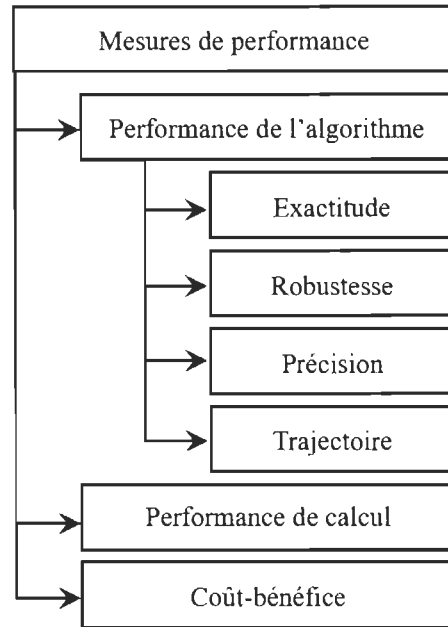 Mesures de performance
Performance de l'algorithme
Exactitude
Robustesse
Précision
Trajectoire
Performance de calcul
Coût-bénéfice